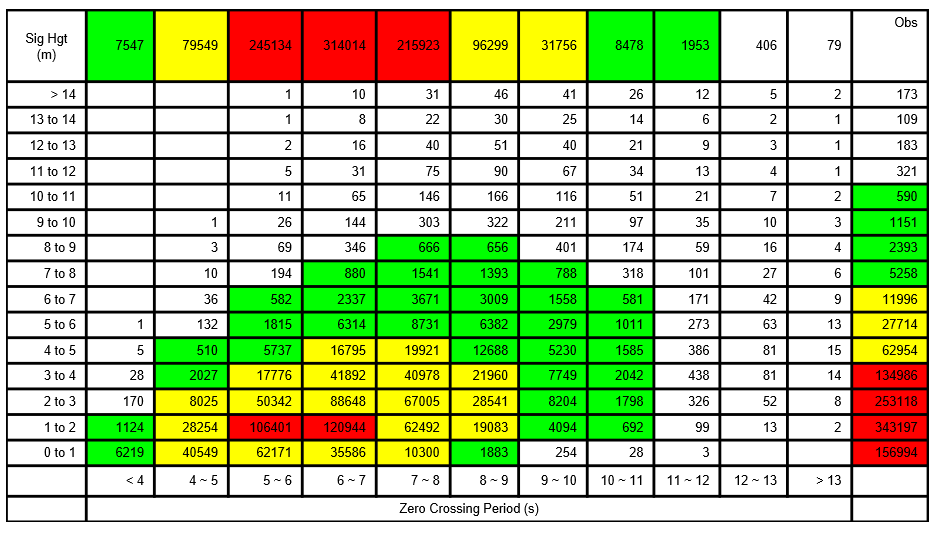 Sig Hgt (m) 7547 79549 245134 314014 215923 96299 31756 8478 1953 406 79 Obs
> 14 1 10 31 46 41 26 12 5 2 173
13 to 14 1 8 22 30 25 14 6 2 1 109
12 to 13 2 16 40 51 40 21 9 3 1 183
11 to 12 5 31 75 90 67 34 13 4 1 321
10 to 11 11 65 146 166 116 51 21 7 2 590
9 to 10 1 26 144 303 322 211 97 35 10 3 1151
8 to 9 3 69 346 666 656 401 174 59 16 4 2393
7 to 8 10 194 880 1541 1393 788 318 101 27 6 5258
6 to 7 36 582 2337 3671 3009 1558 581 171 42 9 11996
5 to 6 1 132 1815 6314 8731 6382 2979 1011 273 63 13 27714
4 to 5 5 510 5737 16795 19921 12688 5230 1585 386 81 15 62954
3 to 4 28 2027 17776 41892 40978 21960 7749 2042 438 81 14 134986
2 to 3 170 8025 50342 88648 67005 28541 8204 1798 326 52 8 253118
1 to 2 1124 28254 106401 120944 62492 19083 4094 692 99 13 2 343197
0 to 1 6219 40549 62171 35586 10300 1883 254 28 3 156994
< 4 4 ~ 5 5 ~ 6 6 ~ 7 7 ~ 8 8 ~ 9 9 ~ 10 10 ~ 11 11 ~ 12 12 ~ 13 > 13
Zero Crossing Period (s)